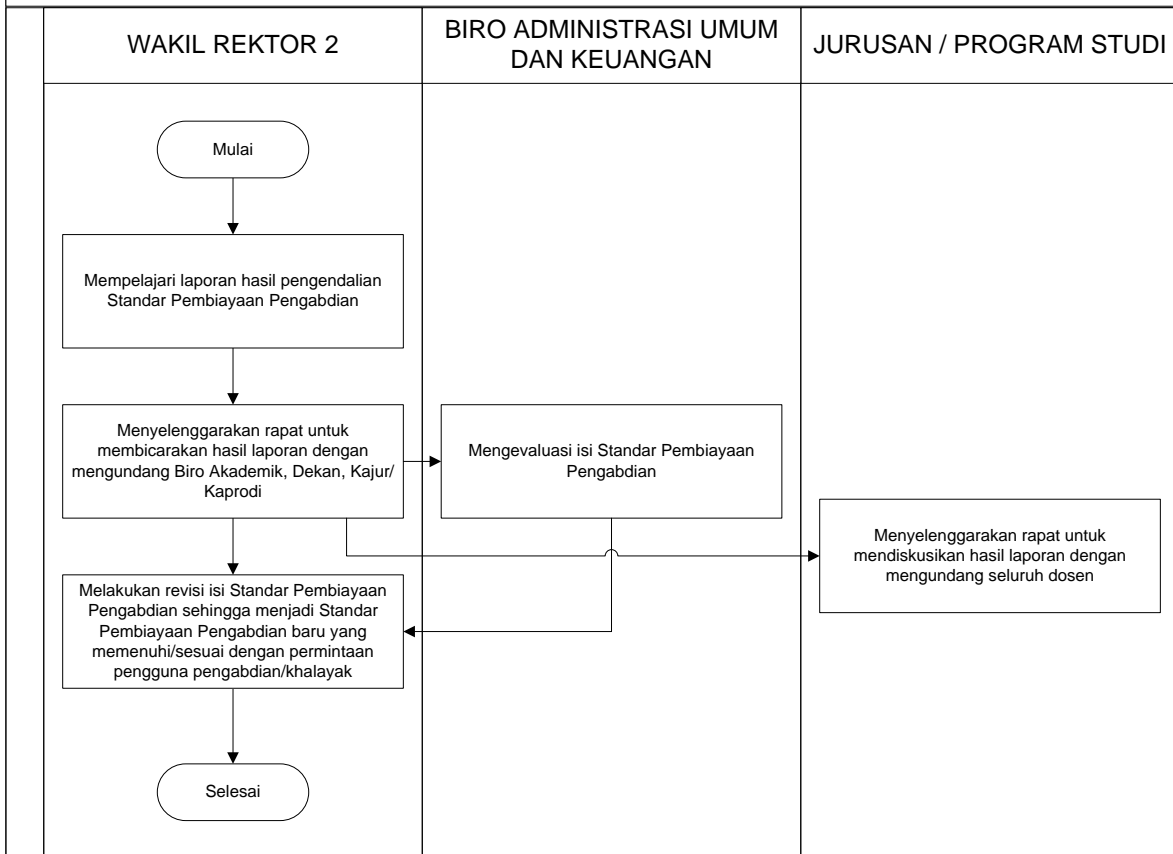 WAKIL REKTOR 2
BIRO ADMINISTRASI UMUM
DAN KEUANGAN
JURUSAN / PROGRAM STUDI
Mulai
Mempelajari laporan hasil pengendalian
Standar Pembiayaan Pengabdian
Menyelenggarakan rapat untuk
membicarakan hasil laporan dengan
mengundang Biro Akademik, Dekan, Kajur/
Kaprodi
Mengevaluasi isi Standar Pembiayaan
Pengabdian
Menyelenggarakan rapat untuk
mendiskusikan hasil laporan dengan
mengundang seluruh dosen
Melakukan revisi isi Standar Pembiayaan
Pengabdian sehingga menjadi Standar
Pembiayaan Pengabdian baru yang
memenuhi/sesuai dengan permintaan
pengguna pengabdian/khalayak
Selesai